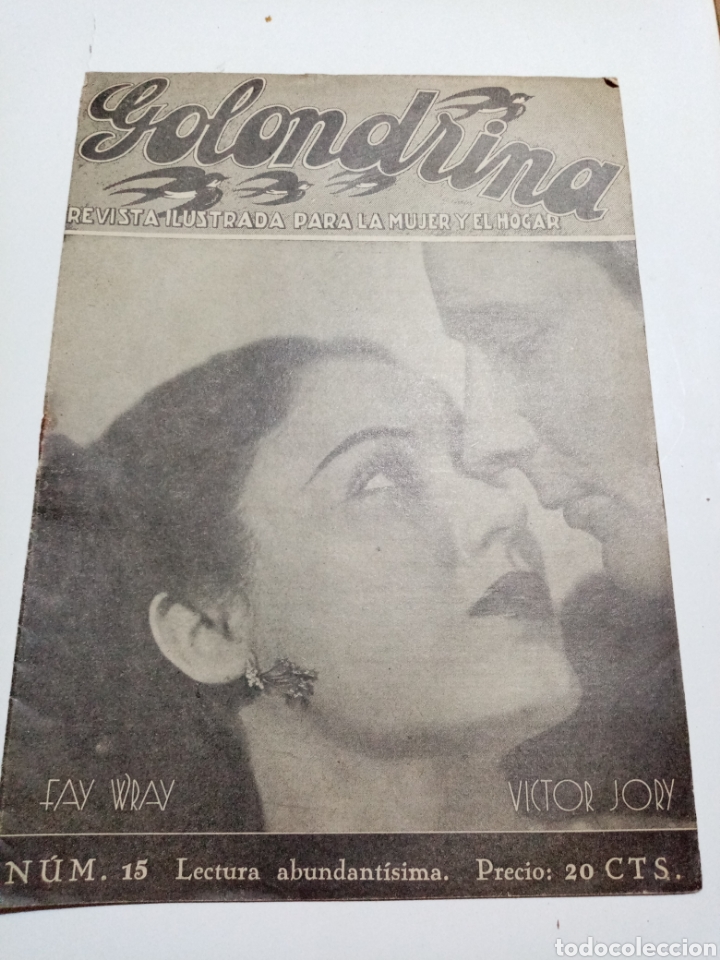 Golondrina
REVISTA ILUSTRADA PARA LA MUJER Y EL HOGAR
FAY WRAY
VICTOR JORY
NÚM. 15 Lectura abundantísima. Precio: 20 CTS.
todocoleccion